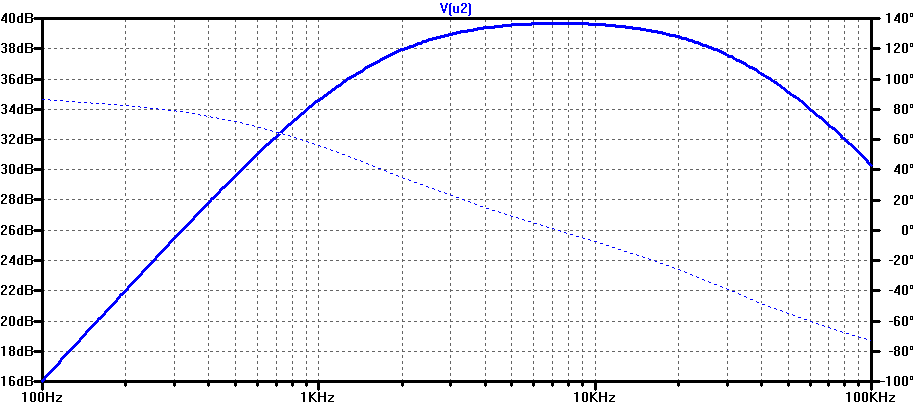 V(u2)
40dB
38dB
36dB
34dB
32dB
30dB
28dB
26dB
24dB
22dB
20dB
18dB
16dB
140°
120°
100°
80°
60°
40°
20°
0°
-20°
-40°
-60°
-80°
-100°
100Hz
1KHz
10KHz
100KHz